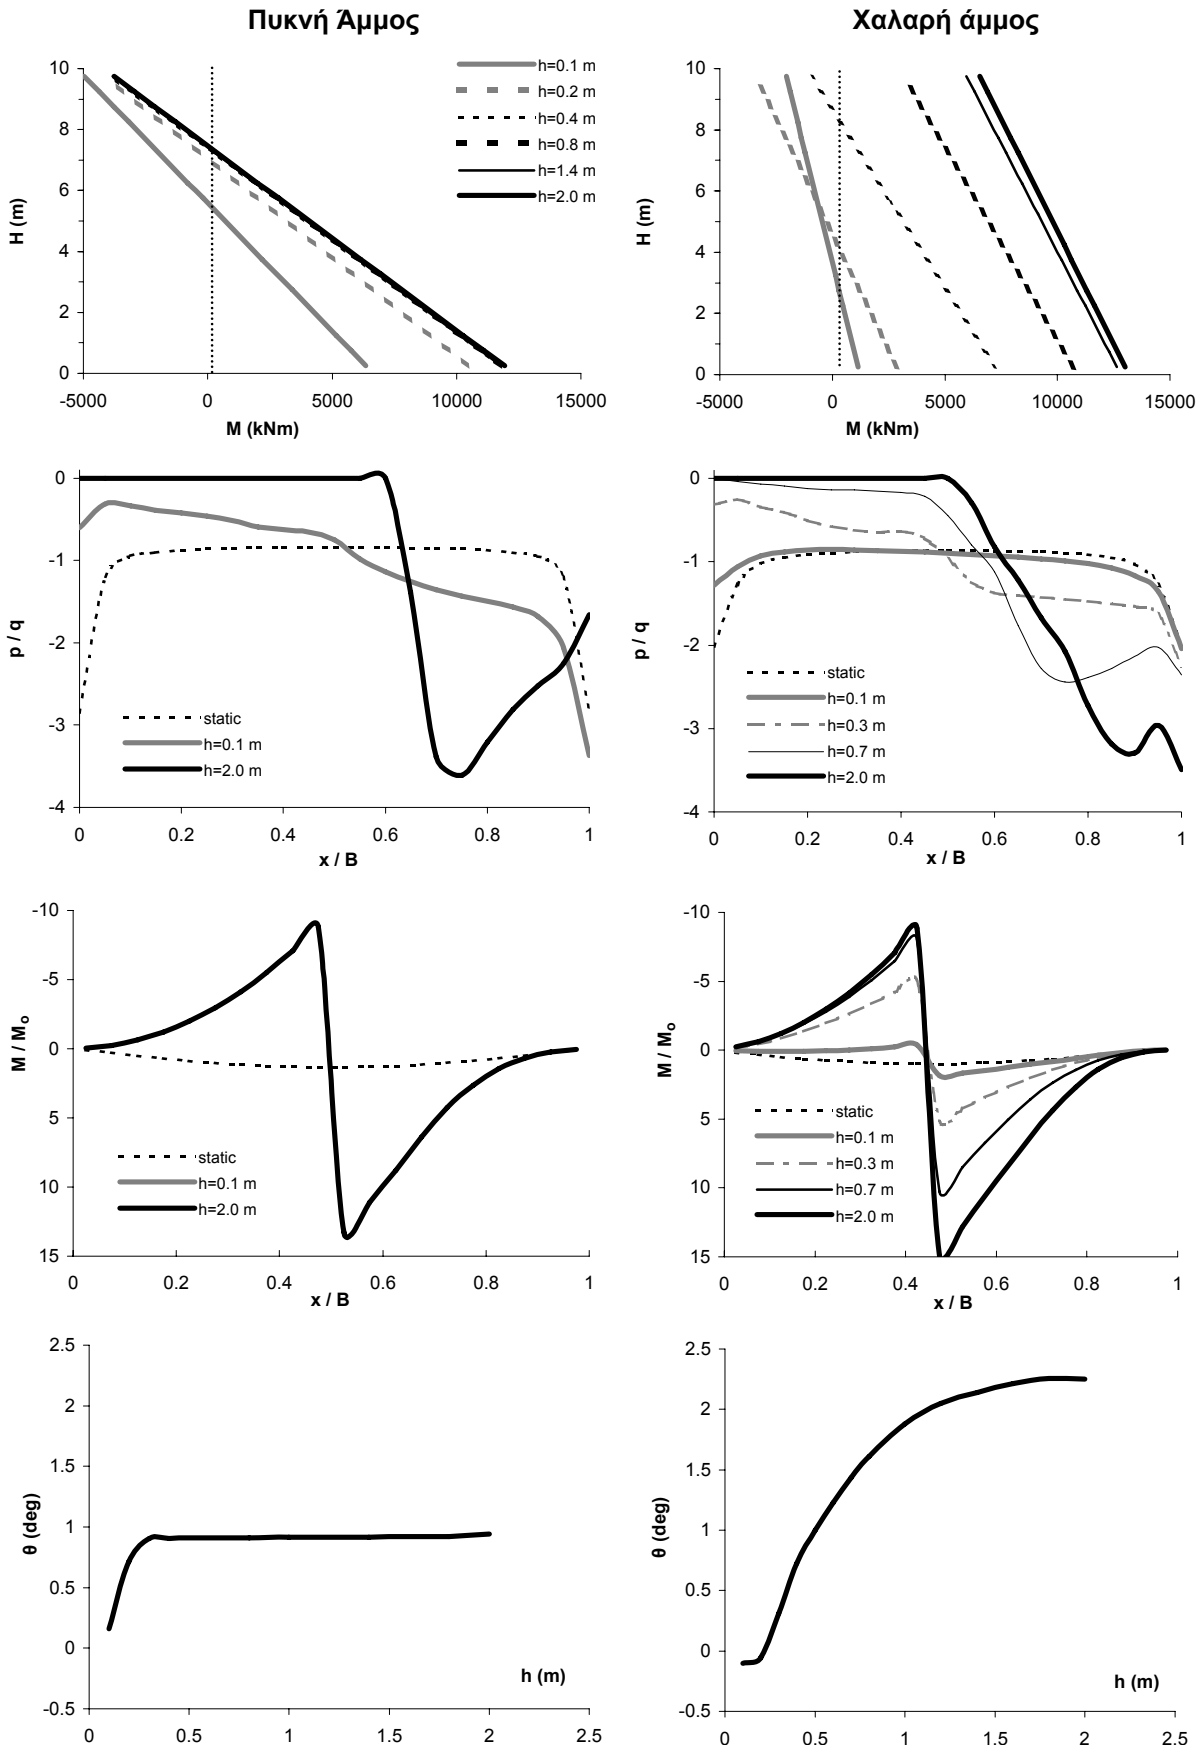 Πυκνή Άμμος
Χαλαρή άμμος
10
8
6
4
2
0
H (m)
-5000
0
5000
10000
15000
M (kNm)
h=0.1 m
h=0.2 m
h=0.4 m
h=0.8 m
h=1.4 m
h=2.0 m
10
8
6
4
2
0
H (m)
-5000
0
5000
10000
15000
M (kNm)
0
-1
-2
-3
-4
p / q
static
h=0.1 m
h=2.0 m
0
0.2
0.4
0.6
0.8
1
x / B
0
-1
-2
-3
-4
p / q
static
h=0.1 m
h=0.3 m
h=0.7 m
h=2.0 m
0
0.2
0.4
0.6
0.8
1
x / B
-10
-5
0
5
10
15
M / Mo
static
h=0.1 m
h=2.0 m
0
0.2
0.4
0.6
0.8
1
x / B
-10
-5
0
5
10
15
M / Mo
static
h=0.1 m
h=0.3 m
h=0.7 m
h=2.0 m
0
0.2
0.4
0.6
0.8
1
x / B
2.5
2
1.5
1
0.5
0
-0.5
θ (deg)
h (m)
0
0.5
1
1.5
2
2.5
2.5
2
1.5
1
0.5
0
-0.5
θ (deg)
h (m)
0
0.5
1
1.5
2
2.5